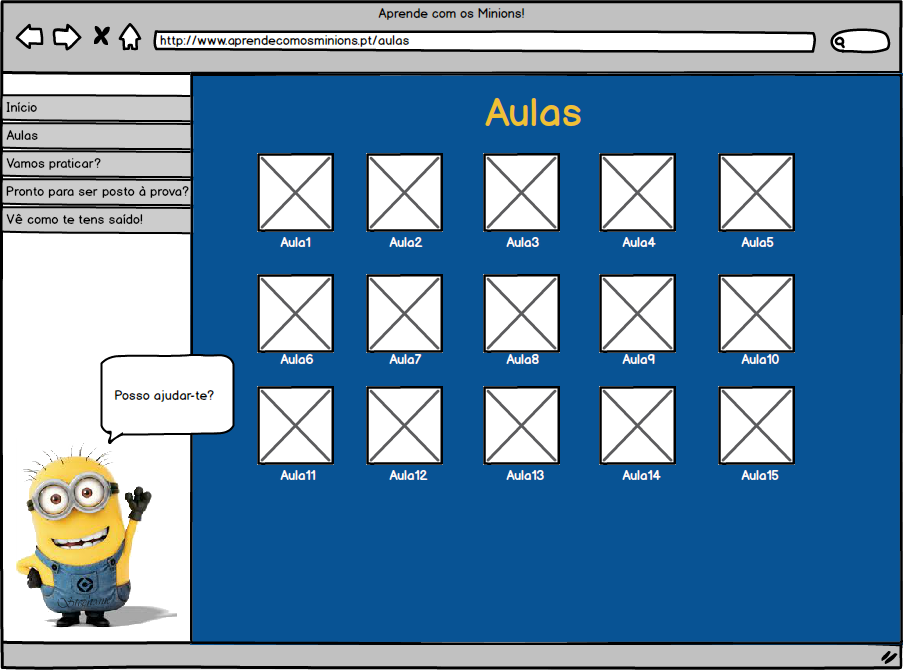 Aprende com os Minions!
http://www.aprendecomosminions.pt/aulas
Início
Aulas
Vamos praticar?
Pronto para ser posto à prova?
Vê como te tens saído!
Aulas
Aula1 Aula2 Aula3 Aula4 Aula5
Aula6 Aula7 Aula8 Aula9 Aula10
Aula11 Aula12 Aula13 Aula14 Aula15
Posso ajudar-te?